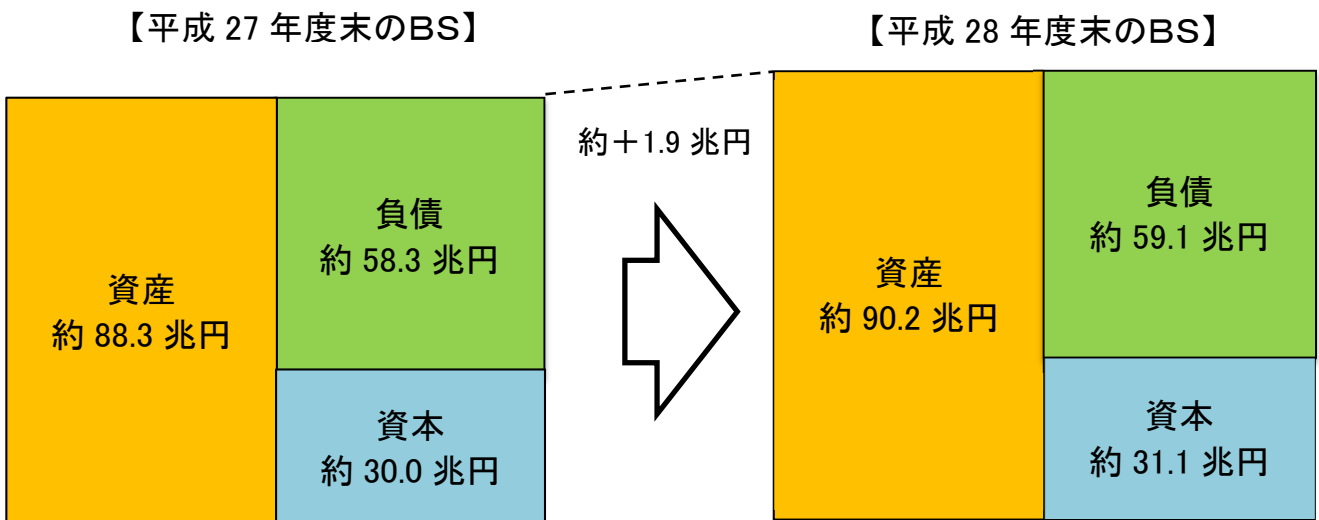 【平成 27 年度末のBS】
資産
約 88.3 兆円
負債
約 58.3 兆円
資本
約 30.0 兆円
約＋1.9 兆円
【平成 28 年度末のBS】
資産
約 90.2 兆円
負債
約 59.1 兆円
資本
約 31.1 兆円